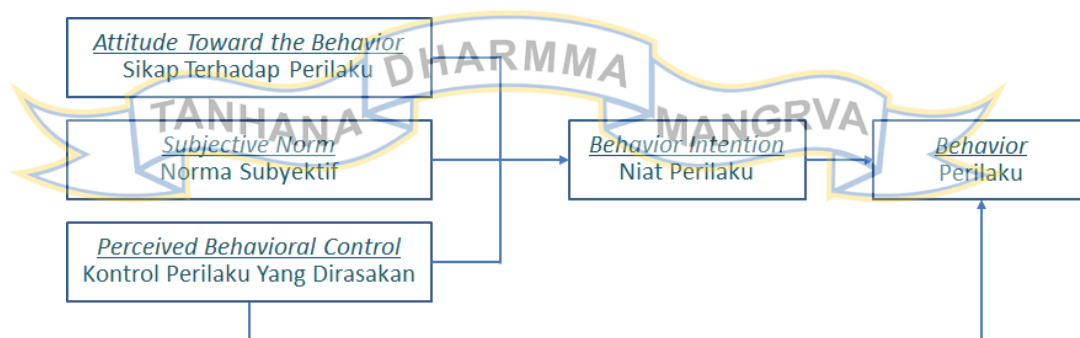 Attitude Toward the Behavior
Sikap Terhadap Perilaku
DHARMMA
TANHANA
MANGRVA
Subjective Norm
Norma Subyektif
Behavior Intention
Niat Perilaku
Behavior
Perilaku
Perceived Behavioral Control
Kontrol Perilaku Yang Dirasakan